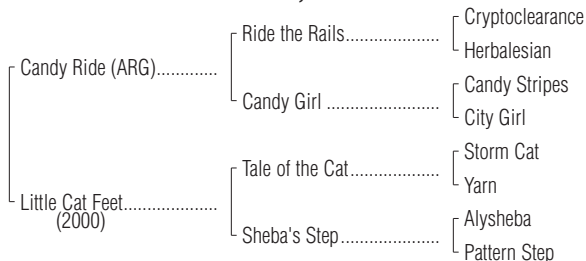 Cryptoclearance
Ride the Rails....................
Herbalesian
Candy Ride (ARG).............
Candy Stripes
Candy Girl ........................
City Girl
Storm Cat
Tale of the Cat...................
Yarn
Little Cat Feet....................
(2000)
Alysheba
Sheba's Step.....................
Pattern Step